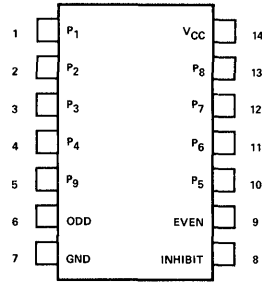 1 P1 VCC 14
2 P2 P8 13
3 P3 P7 12
4 P4 P6 11
5 P9 P5 10
6 ODD EVEN 9
7 GND INHIBIT 8